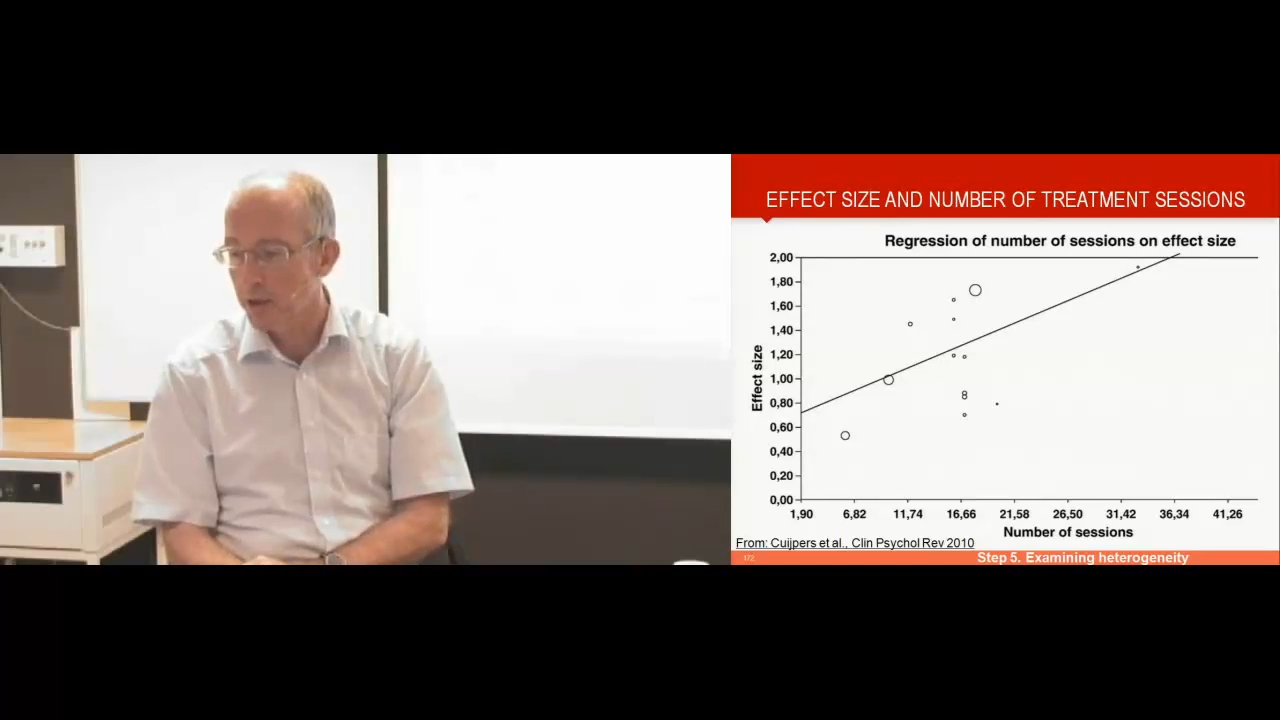 EFFECT SIZE AND NUMBER OF TREATMENT SESSIONS
Regression of number of sessions on effect size
2,00
1,80
1,60
1,40
1,20
1,00
0,80
0,60
0,40
0,20
0,00
Effect size
1,90 6,82 11,74 16,66 21,58 26,50 31,42 36,34 41,26
Number of sessions
From: Cuijpers et al., Clin Psychol Rev 2010
172
Step 5. Examining heterogeneity